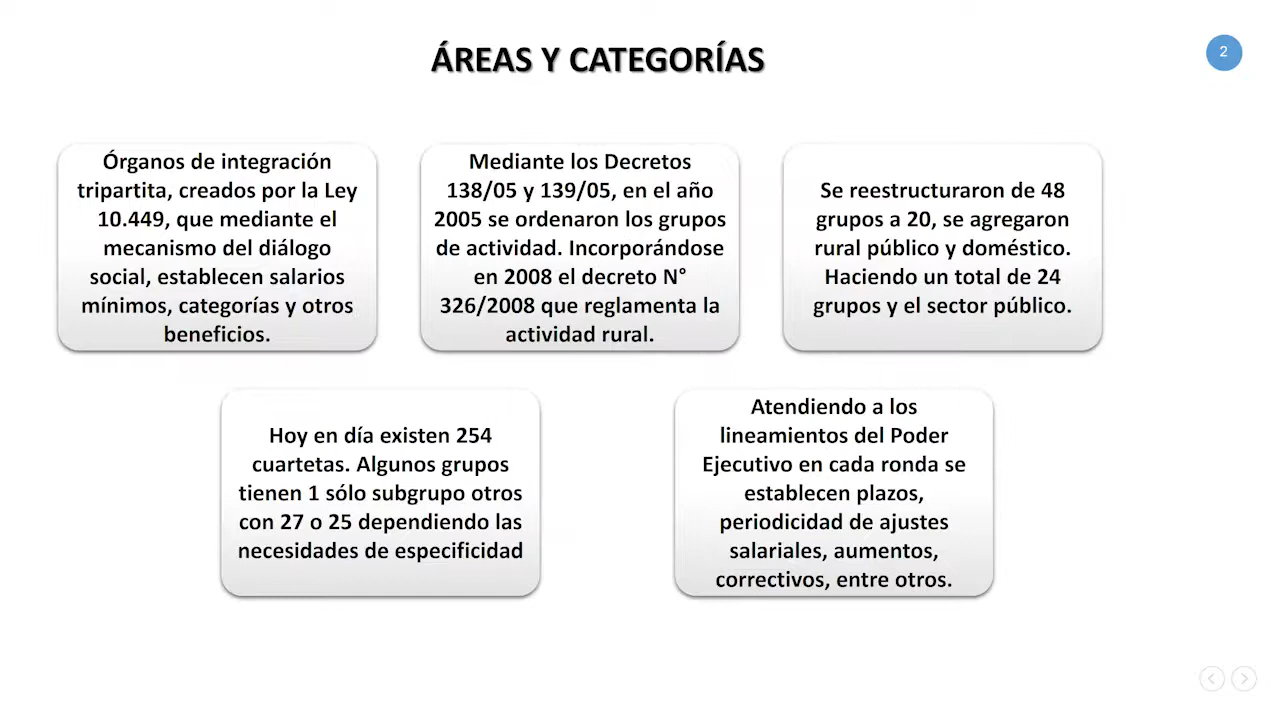 ÁREAS Y CATEGORÍAS
2
Órganos de integración
tripartita, creados por la Ley
10.449, que mediante el
mecanismo del diálogo
social, establecen salarios
mínimos, categorías y otros
beneficios.
Mediante los Decretos
138/05 y 139/05, en el año
2005 se ordenaron los grupos
de actividad. Incorporándose
en 2008 el decreto N°
326/2008 que reglamenta la
actividad rural.
Se reestructuraron de 48
grupos a 20, se agregaron
rural público y doméstico.
Haciendo un total de 24
grupos y el sector público.
Hoy en día existen 254
cuartetas. Algunos grupos
tienen 1 sólo subgrupo otros
con 27 o 25 dependiendo las
necesidades de especificidad
Atendiendo a los
lineamientos del Poder
Ejecutivo en cada ronda se
establecen plazos,
periodicidad de ajustes
salariales, aumentos,
correctivos, entre otros.